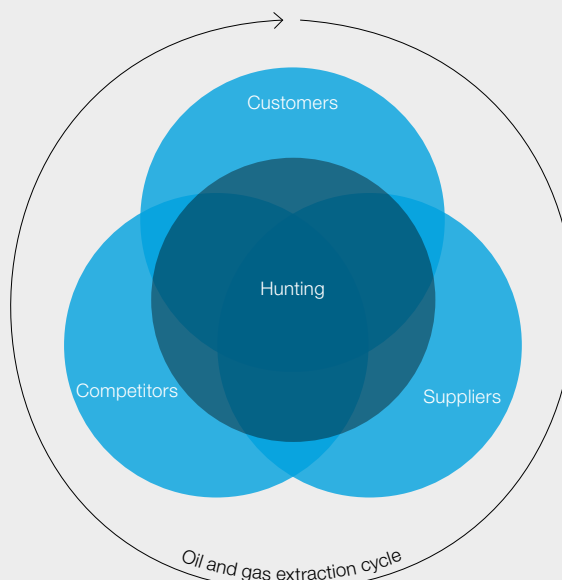 Customers
Hunting
Competitors
Suppliers
Oil and gas extraction cycle